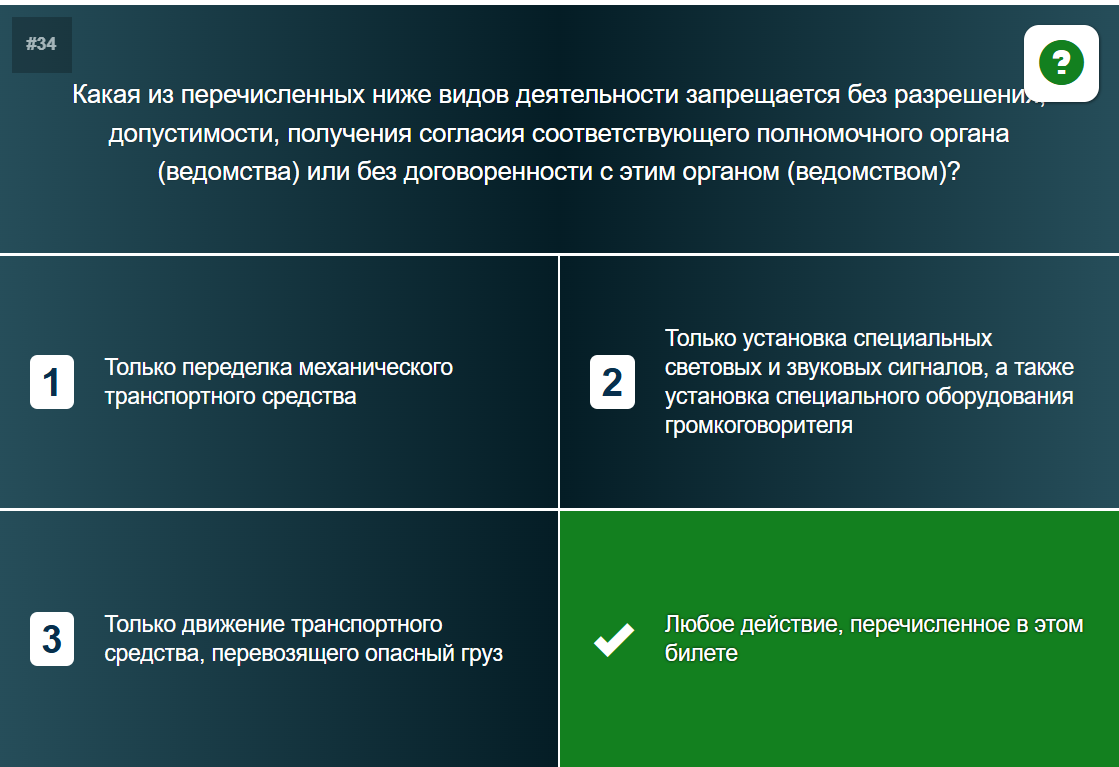 #34
?
Какая из перечисленных ниже видов деятельности запрещается без разрешения,
допустимости, получения согласия соответствующего полномочного органа
(ведомства) или без договоренности с этим органом (ведомством)?
1
Только переделка механического
транспортного средства
2
Только установка специальных
световых и звуковых сигналов, а также
установка специального оборудования
громкоговорителя
3
Только движение транспортного
средства, перевозящего опасный груз
Любое действие, перечисленное в этом
билете